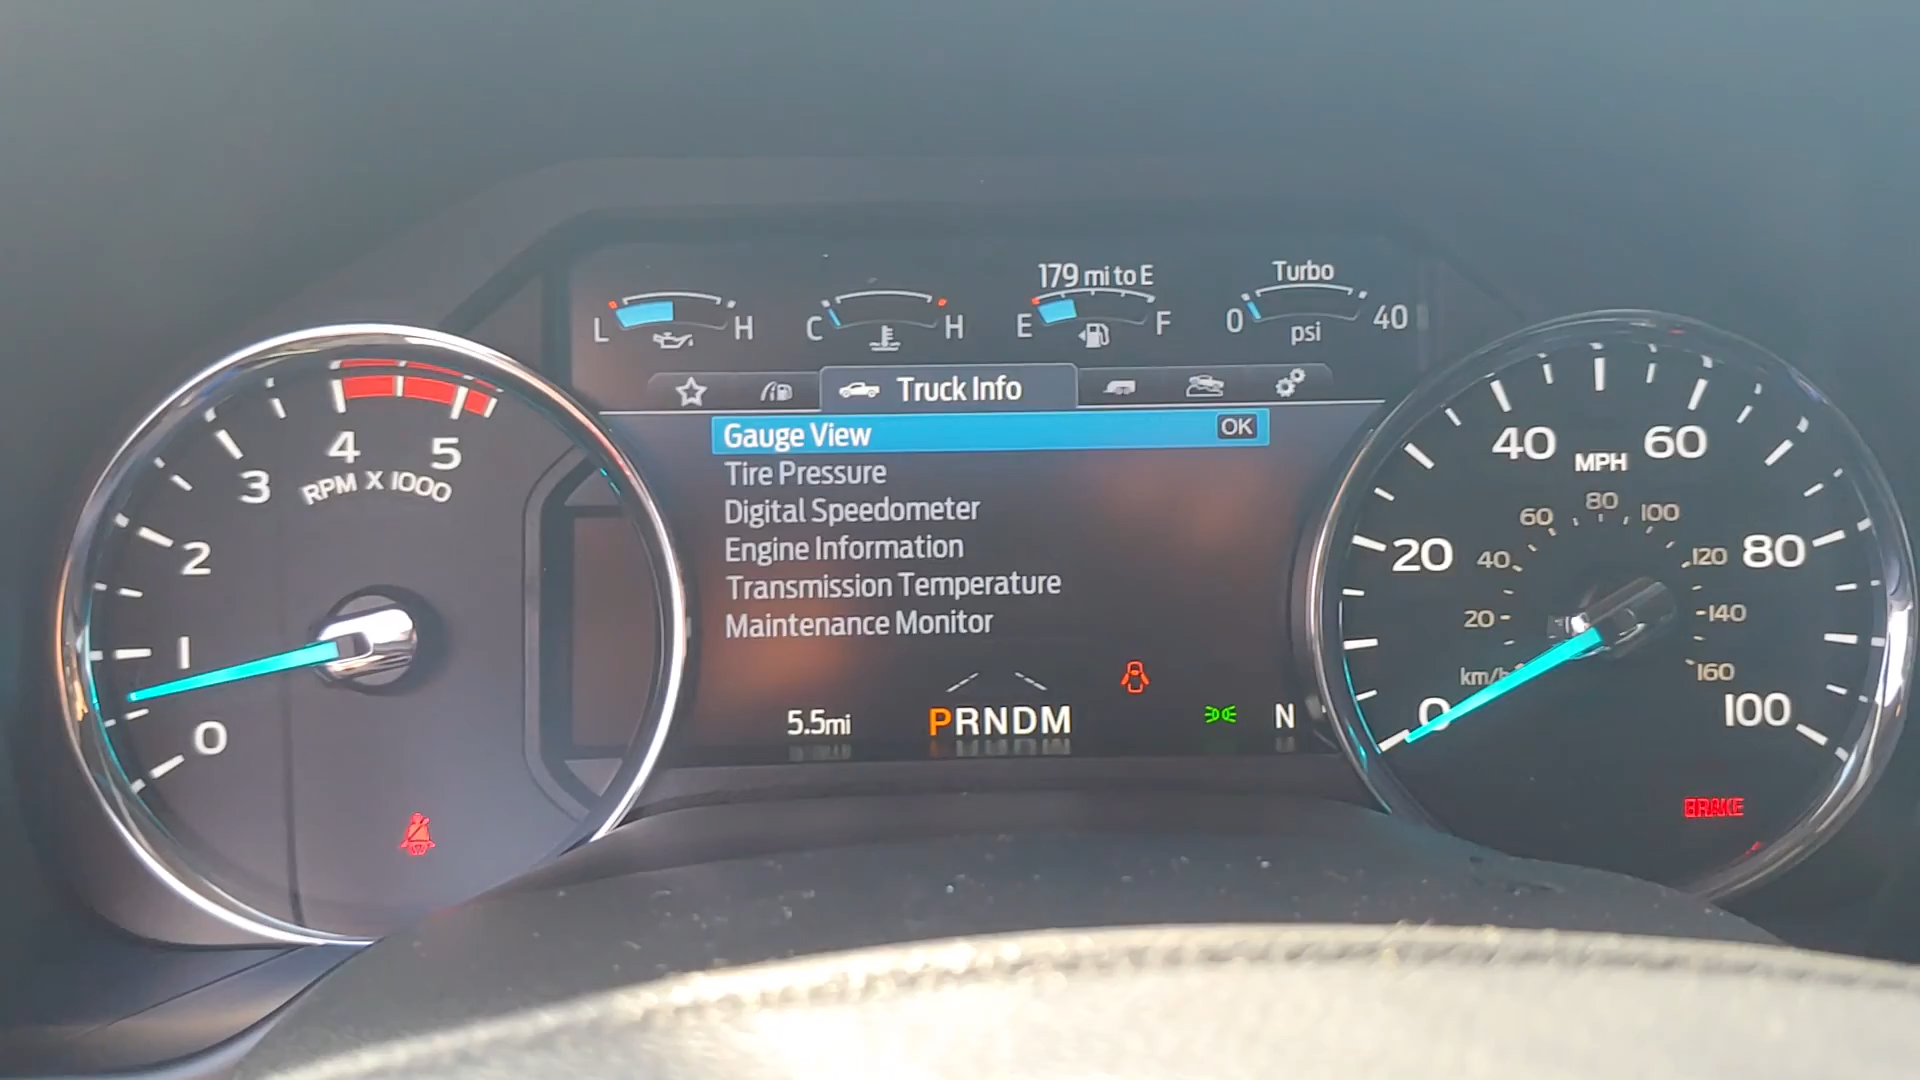 179 mi to E
Turbo
L H
C H
E F
0 40
psi
Truck Info
Gauge View OK
Tire Pressure
Digital Speedometer
Engine Information
Transmission Temperature
Maintenance Monitor
5.5mi PRNDM N
0 1 2 3 4 5
RPM X 1000
0 20 40 60 80 100
MPH
20 40 60 80 100 120 140 160
km/h
BRAKE